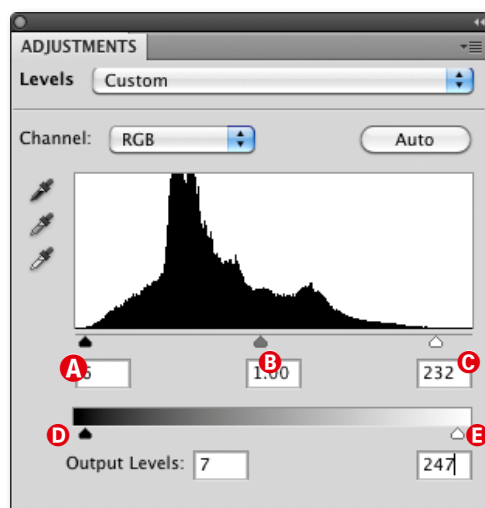 ADJUSTMENTS
Levels Custom
Channel: RGB Auto
A B C
1.00 232
D E
Output Levels: 7 247